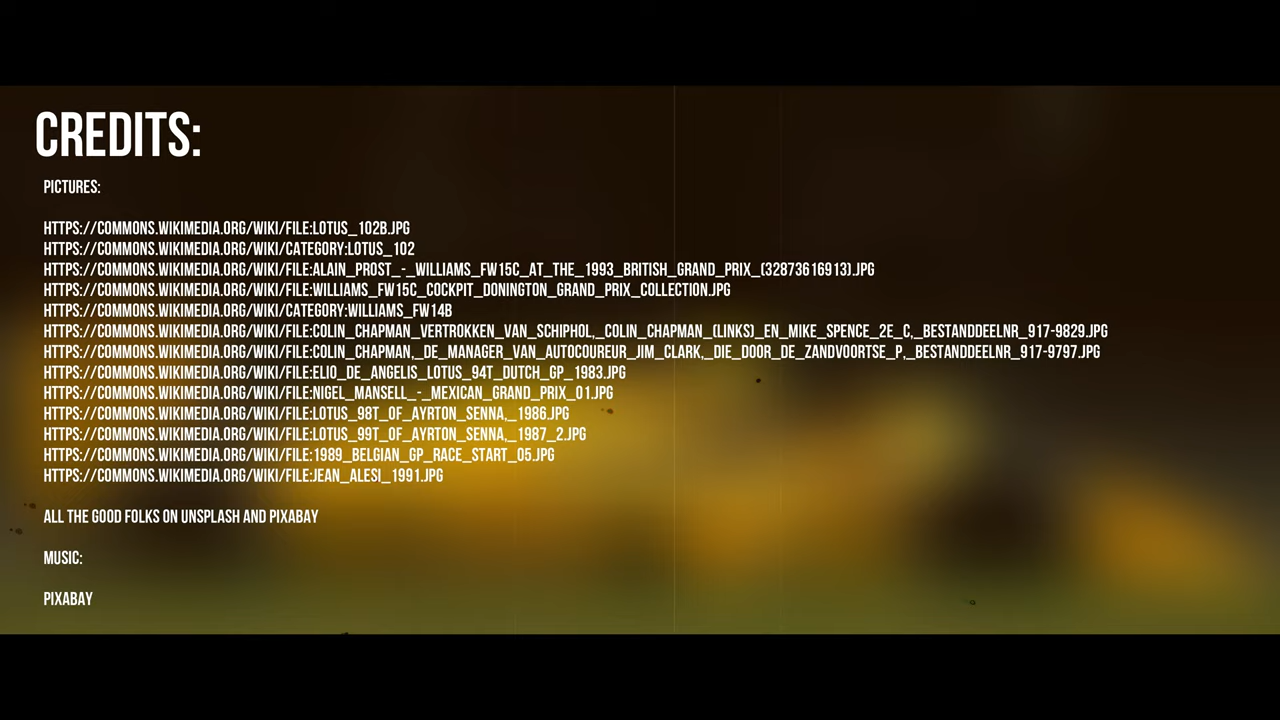 CREDITS:
PICTURES:
HTTPS://COMMONS.WIKIMEDIA.ORG/WIKI/FILE:LOTUS_102B.JPG
HTTPS://COMMONS.WIKIMEDIA.ORG/WIKI/CATEGORY:LOTUS_102
HTTPS://COMMONS.WIKIMEDIA.ORG/WIKI/FILE:ALAIN_PROST_-_WILLIAMS_FW15C_AT_THE_1993_BRITISH_GRAND_PRIX_(32873616913).JPG
HTTPS://COMMONS.WIKIMEDIA.ORG/WIKI/FILE:WILLIAMS_FW15C_COCKPIT_DONINGTON_GRAND_PRIX_COLLECTION.JPG
HTTPS://COMMONS.WIKIMEDIA.ORG/WIKI/CATEGORY:WILLIAMS_FW14B
HTTPS://COMMONS.WIKIMEDIA.ORG/WIKI/FILE:COLIN_CHAPMAN_VERTROKKEN_VAN_SCHIPHOL,_COLIN_CHAPMAN_(LINKS)_EN_MIKE_SPENCE_2E_C,_BESTANDDEELNR_917-9829.JPG
HTTPS://COMMONS.WIKIMEDIA.ORG/WIKI/FILE:COLIN_CHAPMAN,_DE_MANAGER_VAN_AUTOCOUREUR_JIM_CLARK,_DIE_DOOR_DE_ZANDVOORTSE_P,_BESTANDDEELNR_917-9797.JPG
HTTPS://COMMONS.WIKIMEDIA.ORG/WIKI/FILE:ELIO_DE_ANGELIS_LOTUS_94T_DUTCH_GP_1983.JPG
HTTPS://COMMONS.WIKIMEDIA.ORG/WIKI/FILE:NIGEL_MANSELL_-_MEXICAN_GRAND_PRIX_01.JPG
HTTPS://COMMONS.WIKIMEDIA.ORG/WIKI/FILE:LOTUS_98T_OF_AYRTON_SENNA,_1986.JPG
HTTPS://COMMONS.WIKIMEDIA.ORG/WIKI/FILE:LOTUS_99T_OF_AYRTON_SENNA,_1987_2.JPG
HTTPS://COMMONS.WIKIMEDIA.ORG/WIKI/FILE:1989_BELGIAN_GP_RACE_START_05.JPG
HTTPS://COMMONS.WIKIMEDIA.ORG/WIKI/FILE:JEAN_ALESI_1991.JPG
ALL THE GOOD FOLKS ON UNSPLASH AND PIXABAY
MUSIC:
PIXABAY